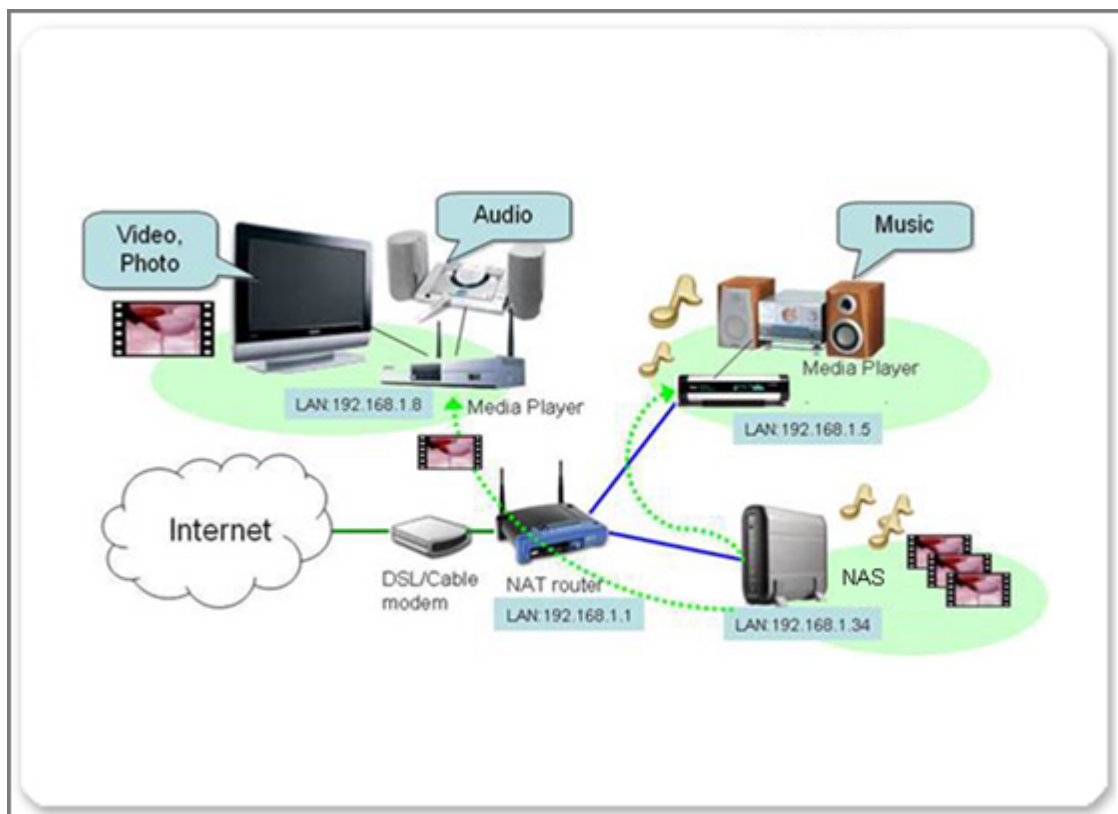 Video,
Photo
Audio
Music
Media Player
LAN:192.168.1.8
Media Player
LAN:192.168.1.5
Internet
DSL/Cable
modem
NAT router
LAN:192.168.1.1
NAS
LAN:192.168.1.34